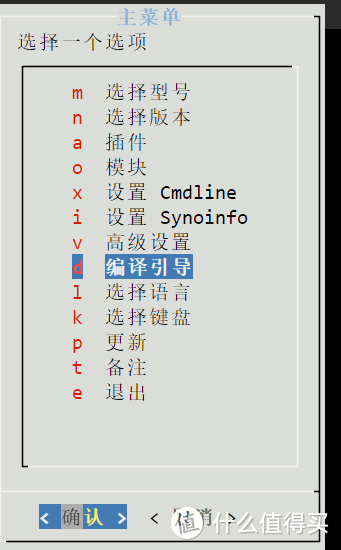 主菜单
选择一个选项
m 选择型号
n 选择版本
a 插件
o 模块
x 设置 Cmdline
i 设置 Synoinfo
v 高级设置
d 编译引导
l 选择语言
k 选择键盘
p 更新
t 备注
e 退出
< 确认 > < 消 >
值 什么值得买